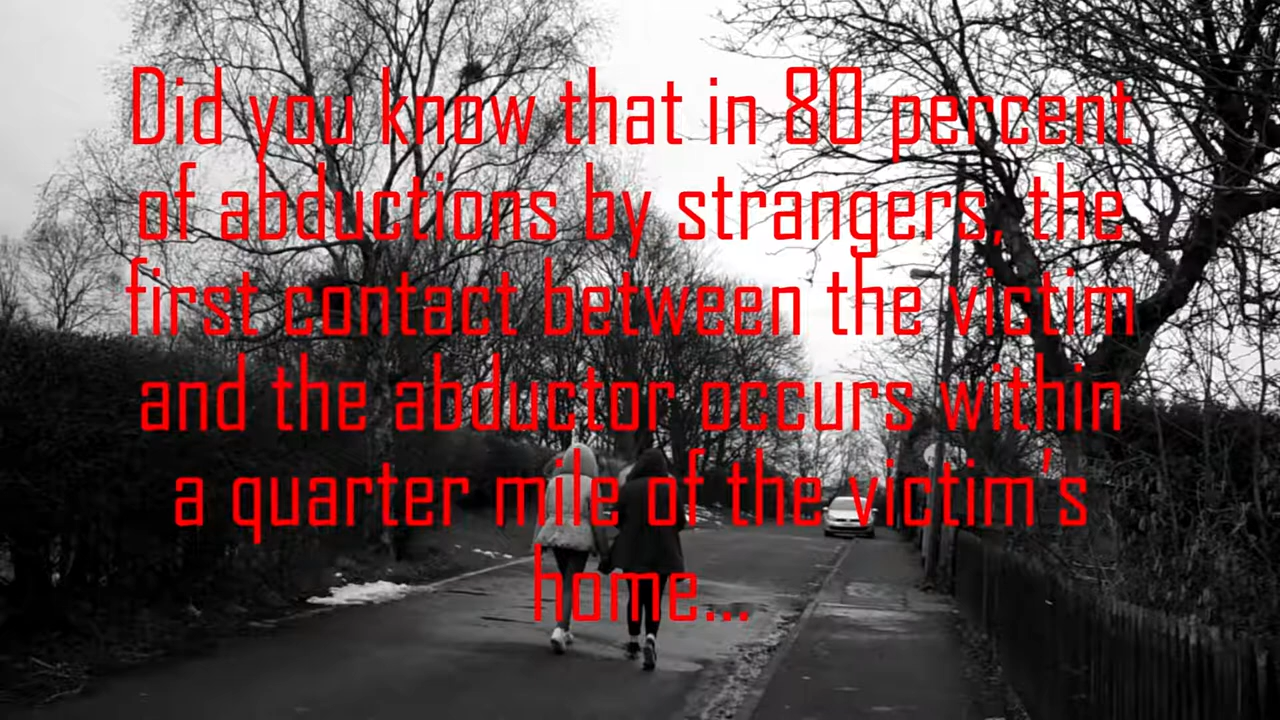 Did you know that in 80 percent
of abductions by strangers, the
first contact between the victim
and the abductor occurs within
a quarter mile of the victim's
home...